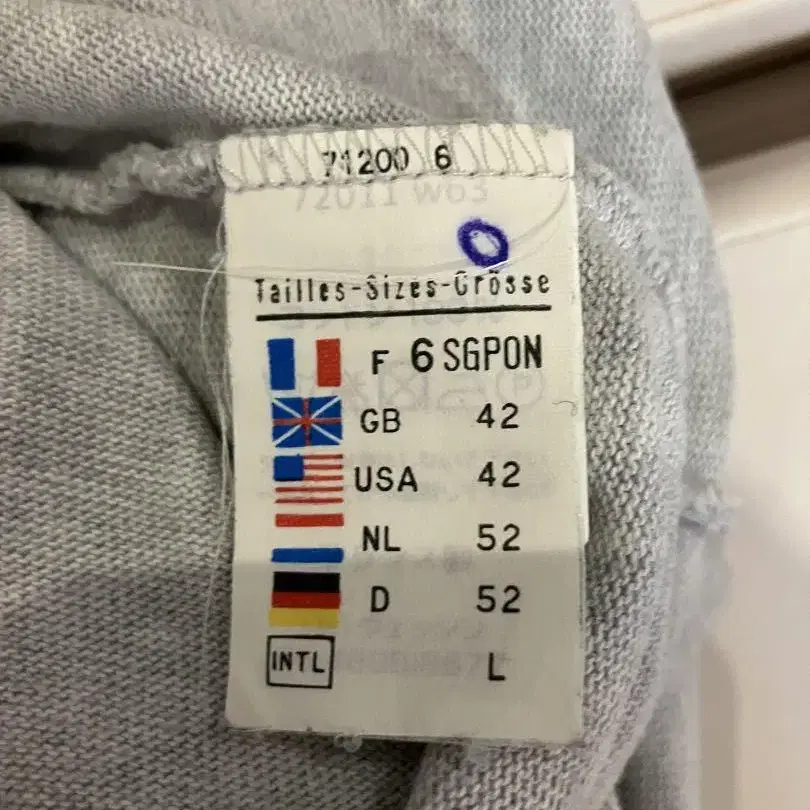 71200 6
72011 W63
Tailles-Sizes-Grösse
F 6 SGPON
GB 42
USA 42
NL 52
D 52
INTL L